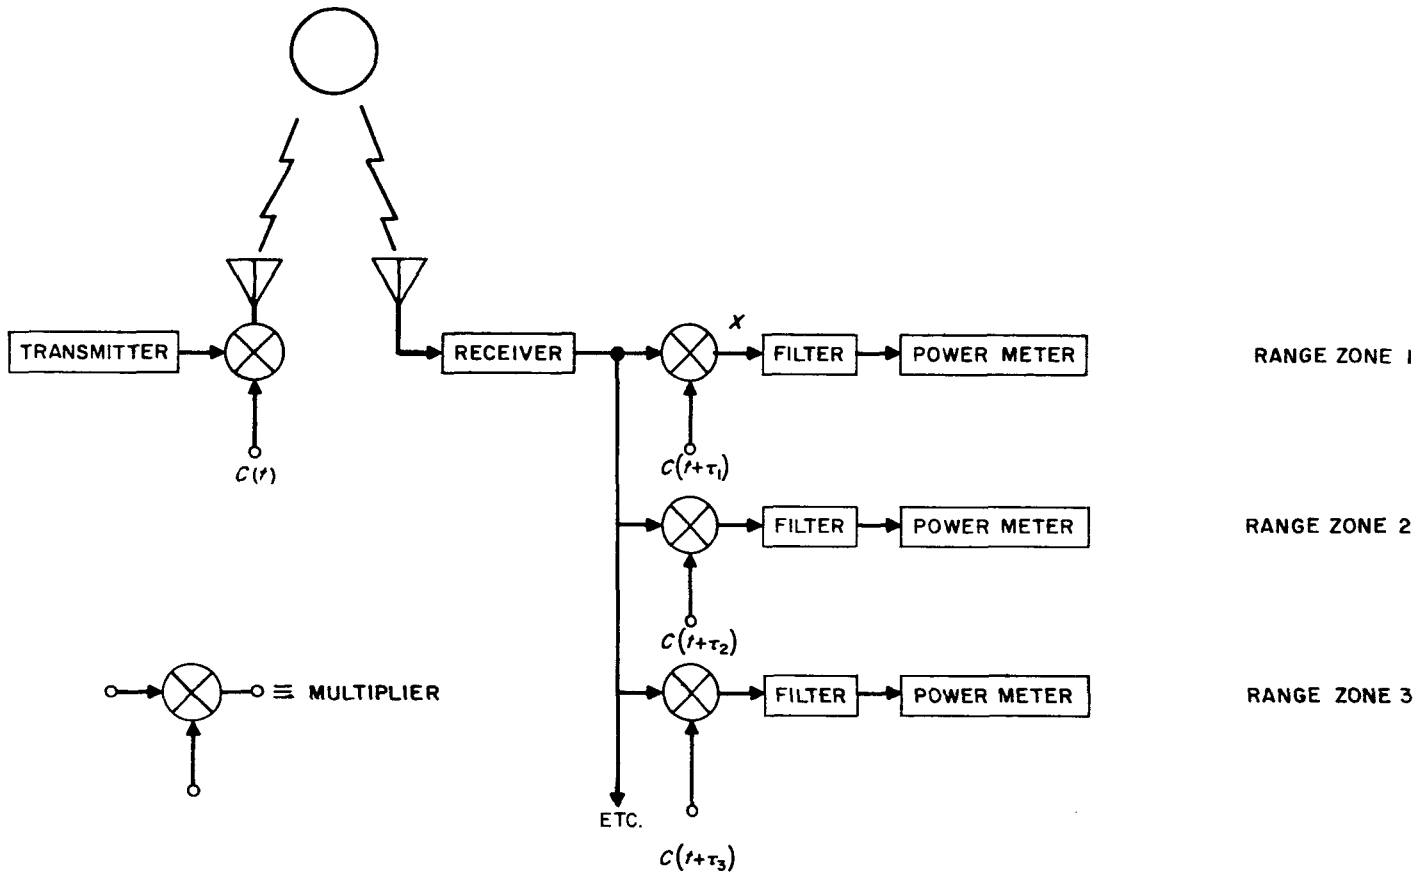 TRANSMITTER
RECEIVER
X
FILTER
POWER METER
RANGE ZONE 1
C(t)
C(t+τ₁)
FILTER
POWER METER
RANGE ZONE 2
C(t+τ₂)
≡ MULTIPLIER
FILTER
POWER METER
RANGE ZONE 3
ETC.
C(t+τ₃)